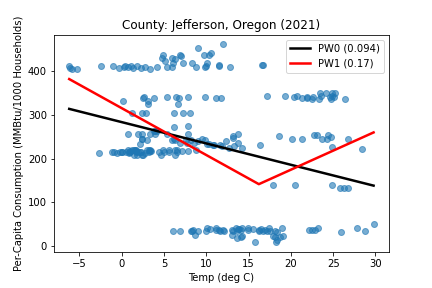 County: Jefferson, Oregon (2021)
PW0 (0.094)
PW1 (0.17)
Per-Capita Consumption (MMBtu/1000 Households)
400
300
200
100
0
−5 0 5 10 15 20 25 30
Temp (deg C)